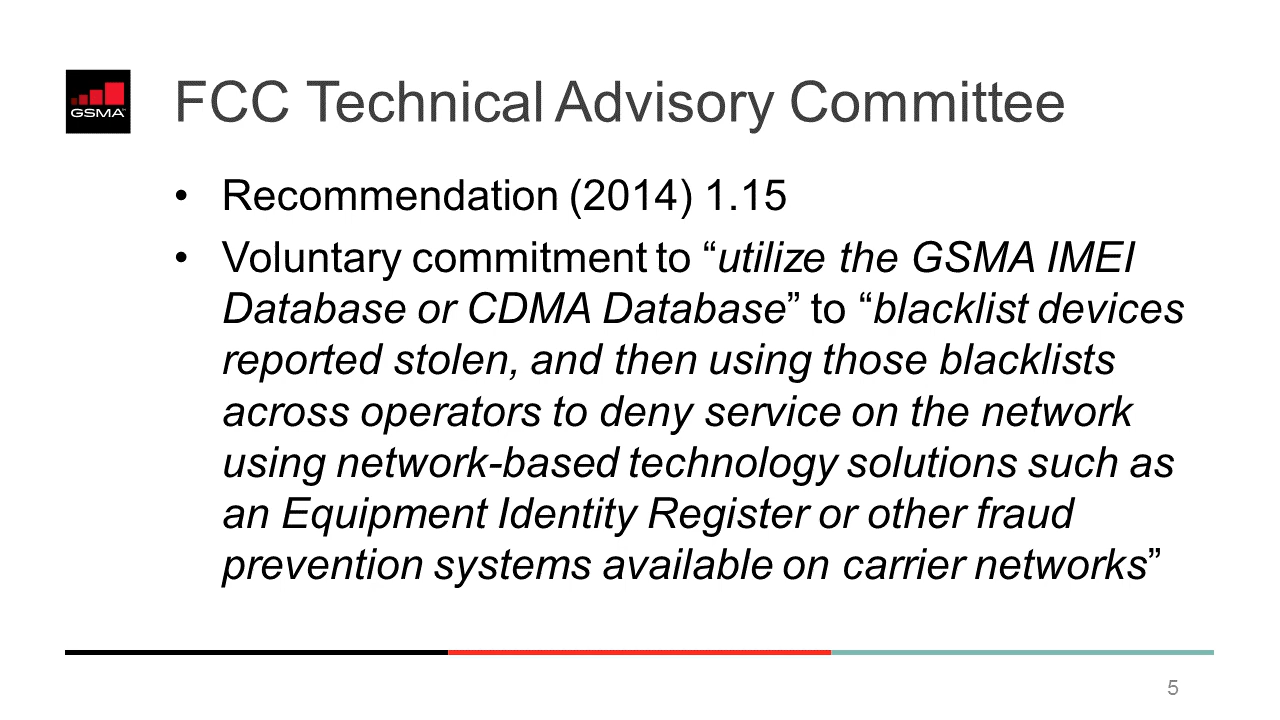 GSMA™
FCC Technical Advisory Committee
• Recommendation (2014) 1.15
• Voluntary commitment to “utilize the GSMA IMEI
Database or CDMA Database” to “blacklist devices
reported stolen, and then using those blacklists
across operators to deny service on the network
using network-based technology solutions such as
an Equipment Identity Register or other fraud
prevention systems available on carrier networks”
5